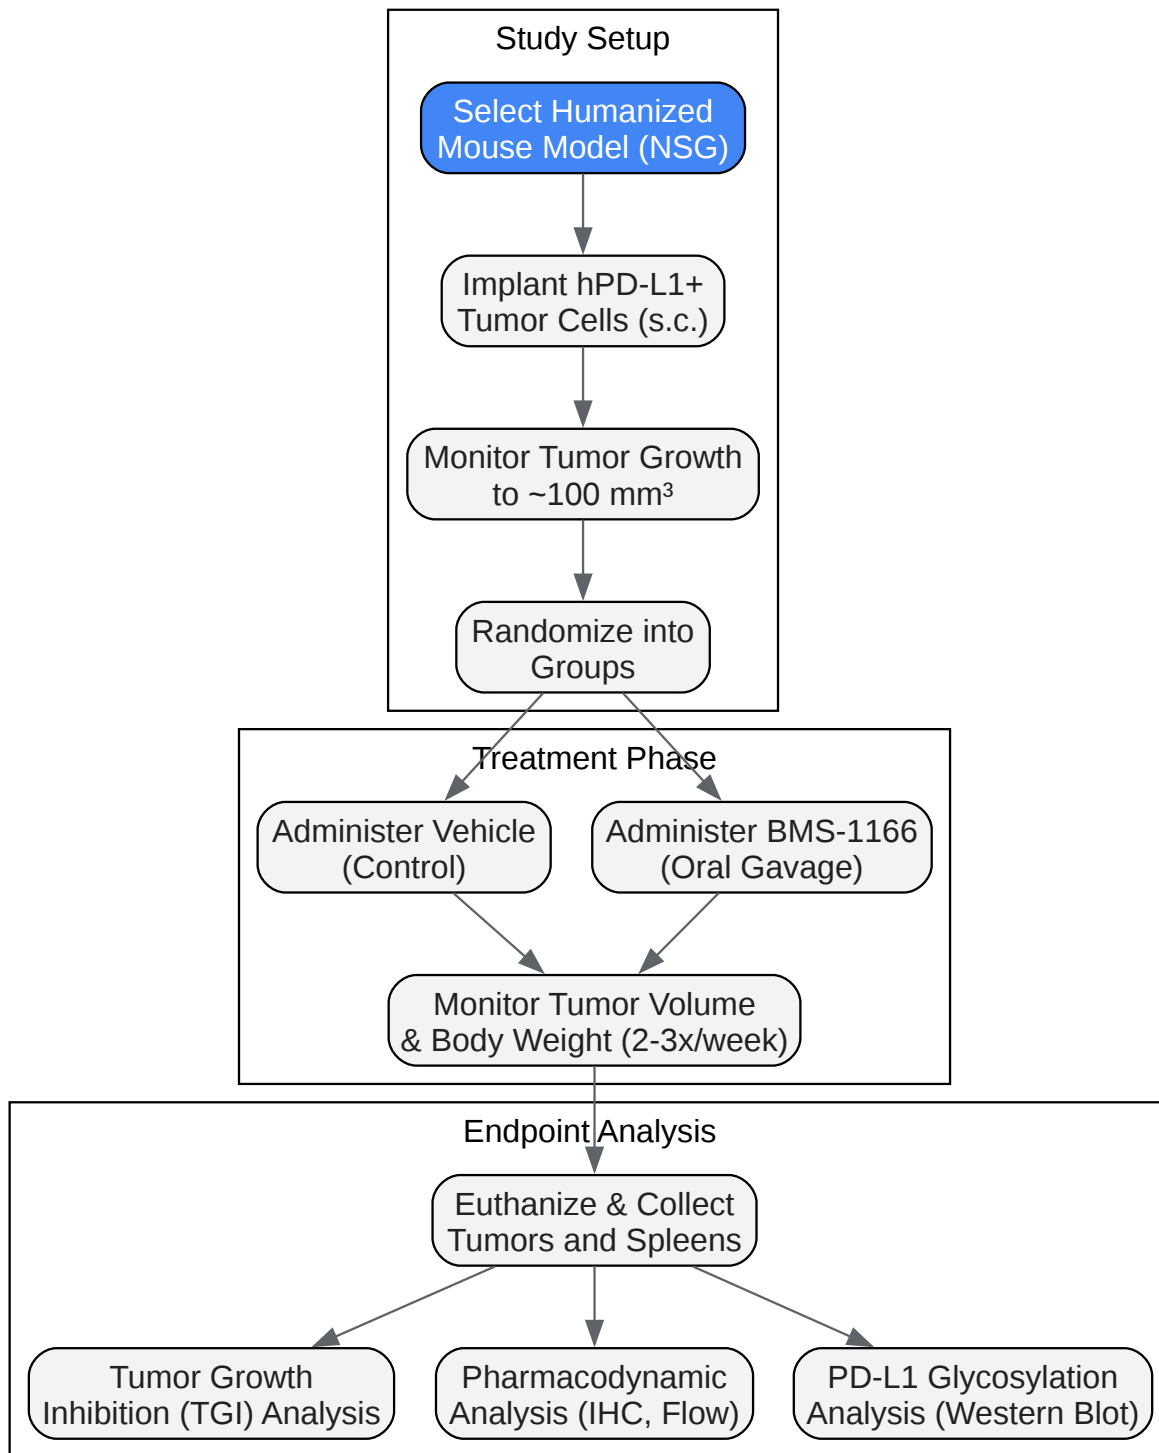 Study Setup
Select Humanized
Mouse Model (NSG)
Implant hPD-L1+
Tumor Cells (s.c.)
Monitor Tumor Growth
to ~100 mm³
Randomize into
Groups
Treatment Phase
Administer Vehicle
(Control)
Administer BMS-1166
(Oral Gavage)
Monitor Tumor Volume
& Body Weight (2-3x/week)
Endpoint Analysis
Euthanize & Collect
Tumors and Spleens
Tumor Growth
Inhibition (TGI) Analysis
Pharmacodynamic
Analysis (IHC, Flow)
PD-L1 Glycosylation
Analysis (Western Blot)